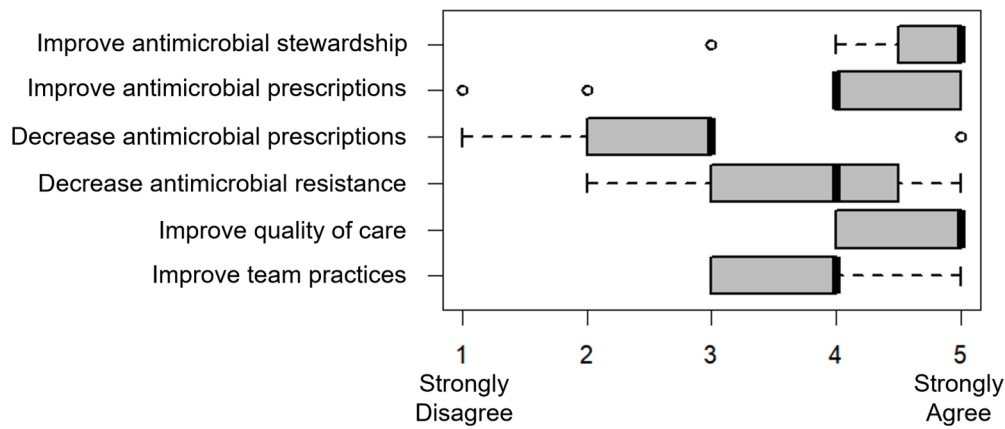 Improve antimicrobial stewardship
Improve antimicrobial prescriptions
Decrease antimicrobial prescriptions
Decrease antimicrobial resistance
Improve quality of care
Improve team practices
1 2 3 4 5
Strongly Disagree
Strongly Agree